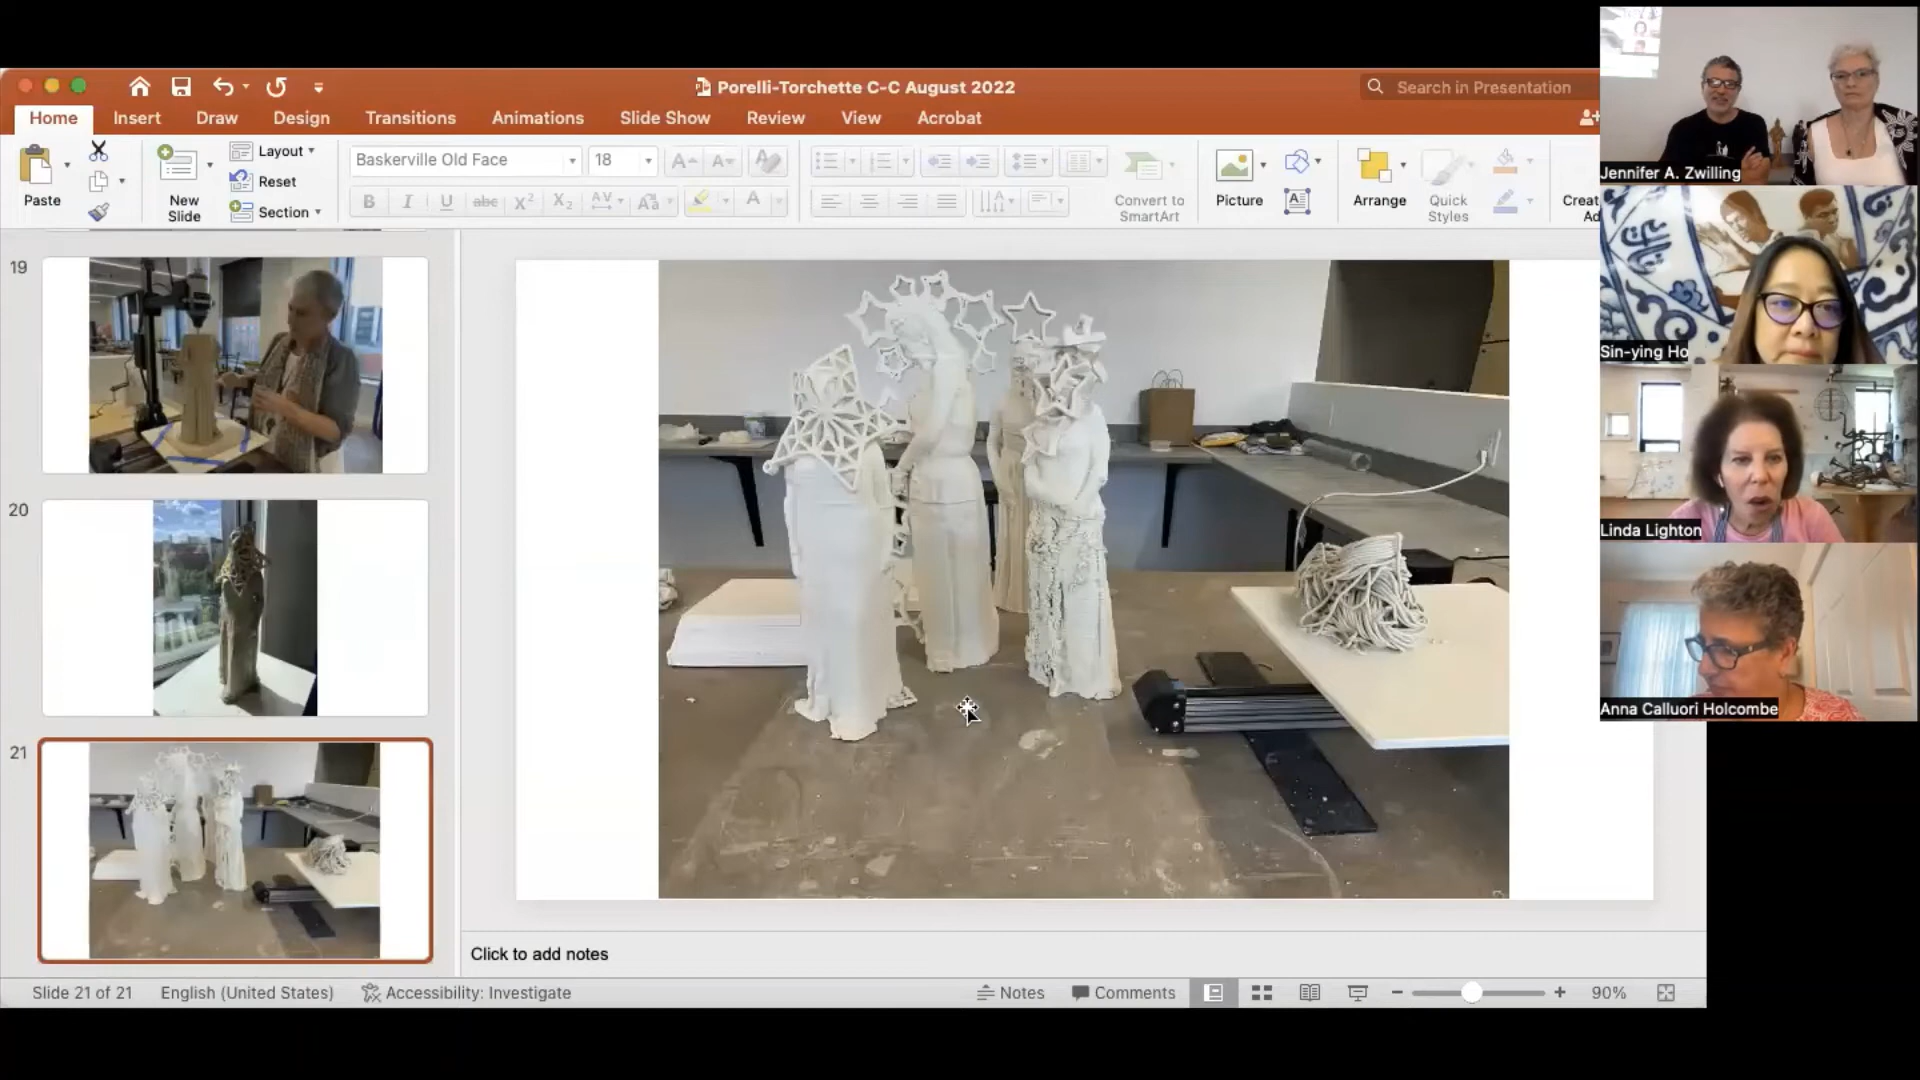 Porelli-Torchette C-C August 2022
Search in Presentation
Home Insert Draw Design Transitions Animations Slide Show Review View Acrobat
Paste
New
Slide
Layout
Reset
Section
Baskerville Old Face 18
Convert to
SmartArt
Picture
Arrange
Quick
Styles
Creat
Ad
19
20
21
Click to add notes
Slide 21 of 21 English (United States) Accessibility: Investigate Notes Comments 90%
Jennifer A. Zwilling
Sin-ying Ho
Linda Lighton
Anna Calluori Holcombe